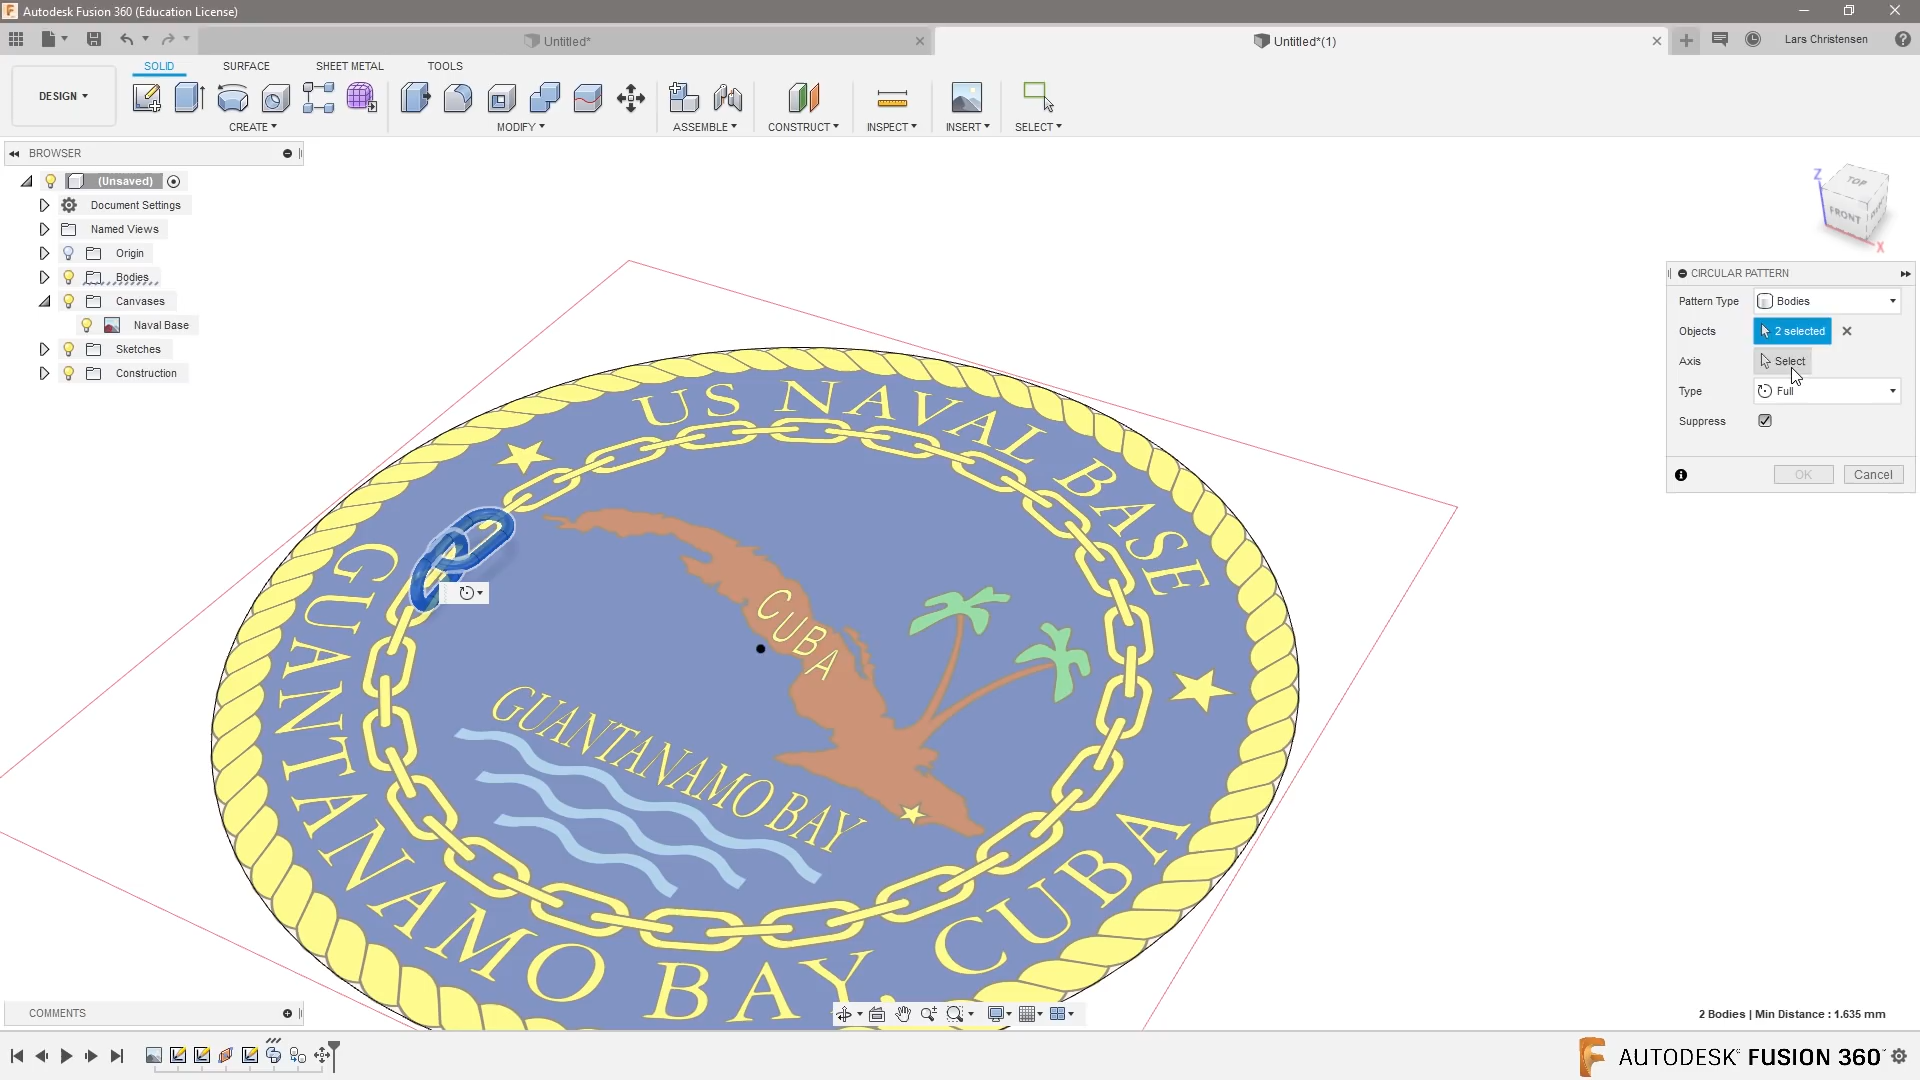 Autodesk Fusion 360 (Education License)
Untitled*
Untitled*(1)
Lars Christensen
DESIGN
SOLID
SURFACE
SHEET METAL
TOOLS
CREATE
MODIFY
ASSEMBLE
CONSTRUCT
INSPECT
INSERT
SELECT
BROWSER
(Unsaved)
Document Settings
Named Views
Origin
Bodies
Canvases
Naval Base
Sketches
Construction
Z
TOP
FRONT
X
CIRCULAR PATTERN
Pattern Type
Bodies
Objects
2 selected
Axis
Select
Type
Full
Suppress
OK
Cancel
US NAVAL BASE
CUBA
GUANTANAMO BAY
GUANTANAMO BAY, CUBA
COMMENTS
2 Bodies | Min Distance : 1.635 mm
AUTODESK FUSION 360